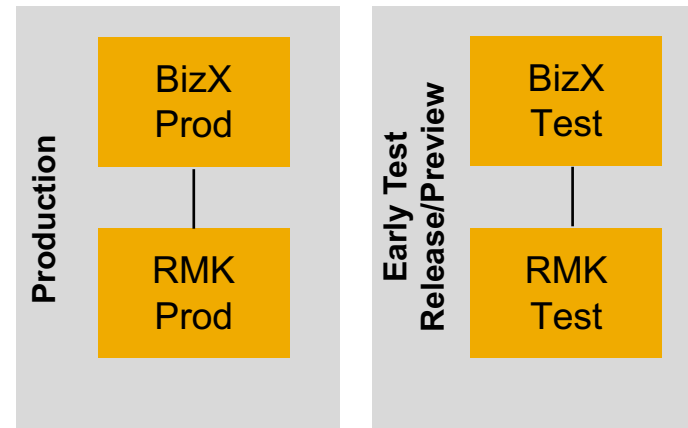 Production
BizX
Prod
RMK
Prod
Early Test
Release/Preview
BizX
Test
RMK
Test